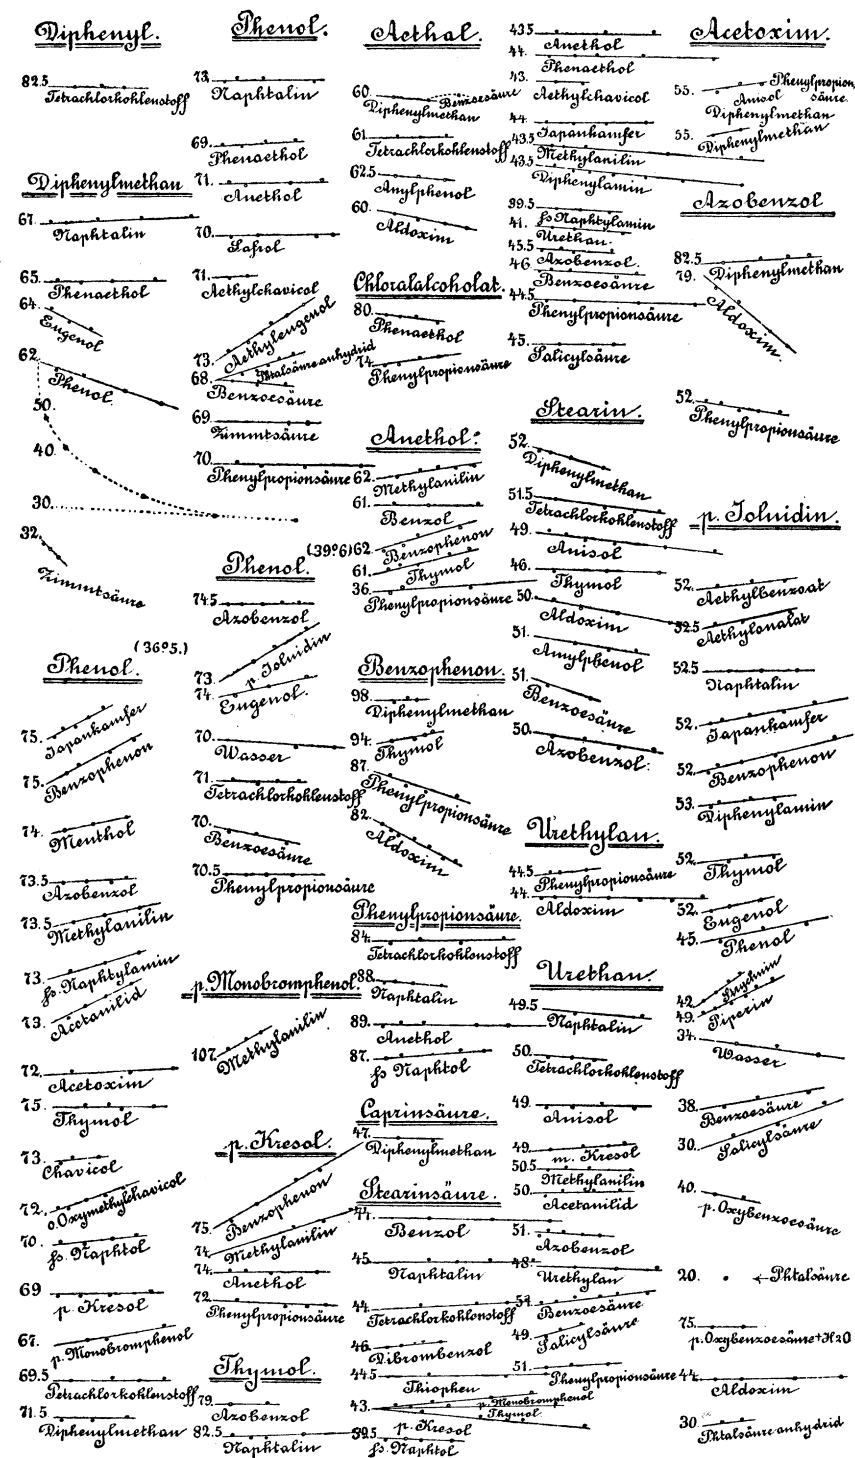 Diphenyl.
82.5
Tetrachlorkohlenstoff
Diphenylmethan
67.
Naphtalin
65.
Phenaethol
64.
Eugenol
62.
Phenol.
50.
40.
30.
32.
Zimmtsäure
(36°5.)
Phenol.
75.
Japankamfer
75.
Benzophenon
74.
Menthol
73.5
Azobenzol
73.5
Methylanilin
73.
β. Naphtylamin
73.
Acetanilid
72.
Acetoxim
75.
Thymol
73.
Chavicol
72.
o.Oxymethylchavicol
70.
β. Naphtol
69
p. Kresol
67.
p. Monobromphenol
69.5
Tetrachlorkohlenstoff
71.5
Diphenylmethan
Phenol.
73.
Naphtalin
69.
Phenaethol
71.
Anethol
70.
Safrol
71.
Aethylchavicol
73.
Aethyleugenol
68.
Phtalsäureanhydrid
Benzoesäure
69
Zimmtsäure
70.
Phenylpropionsäure
Phenol.
74.5
Azobenzol
73.
p. Toluidin
74.
Eugenol.
70.
Wasser
71.
Tetrachlorkohlenstoff
70.
Benzoesäure
70.5
Phenylpropionsäure
p. Monobromphenol.
107.
Methylanilin
p. Kresol.
75.
Benzophenon
74.
Methylanilin
74.
Anethol
72.
Phenylpropionsäure
Thymol.
79.
Azobenzol
82.5
Naphtalin
Aethal.
60.
Diphenylmethan
Benzoesäure
61.
Tetrachlorkohlenstoff
62.5
Amylphenol
60.
Aldoxim
Chloralalcoholat.
80.
Phenaethol
74.
Phenylpropionsäure
Anethol.
62.
Methylanilin
61.
Benzol
(39°6)
62.
Benzophenon
61.
Thymol
36.
Phenylpropionsäure
Benzophenon.
98.
Diphenylmethan
94.
Thymol
87.
Phenylpropionsäure
82.
Aldoxim
Phenylpropionsäure.
84.
Tetrachlorkohlenstoff
88.
Naphtalin
89.
Anethol
87.
β Naphtol
Caprinsäure.
47.
Diphenylmethan
Stearinsäure.
44.
Benzol
45.
Naphtalin
44.
Tetrachlorkohlenstoff
46.
Dibrombenzol
44.5
Thiophen
43.
p. Monobromphenol
Thymol
p. Kresol
39.5
β. Naphtol
43.5
Anethol
44.
Phenaethol
43.
Aethylchavicol
44.
Japankamfer
43.5
Methylanilin
43.5
Diphenylamin
39.5
β Naphtylamin
41.
Urethan.
45.5
Azobenzol.
46.
Benzoesäure
44.5
Phenylpropionsäure
45.
Salicylsäure
Stearin.
52.
Diphenylmethan
51.5
Tetrachlorkohlenstoff
49.
Anisol
46.
Thymol
50.
Aldoxim
51.
Amylphenol
51.
Benzoesäure
50.
Azobenzol.
Urethylan.
44.5
Phenylpropionsäure
44.
Aldoxim
Urethan.
49.5
Naphtalin
50.
Tetrachlorkohlenstoff
49.
Anisol
49.
m. Kresol
50.5
Methylanilin
50.
Acetanilid
51.
Azobenzol
48.
Urethylan
51.
Benzoesäure
49.
Salicylsäure
51.
Phenylpropionsäure
Acetoxim.
55.
Phenylpropionsäure.
Anisol
Diphenylmethan
55.
Diphenylmethan
Azobenzol
82.5
Diphenylmethan
79.
Aldoxim.
52.
Phenylpropionsäure
p. Toluidin.
52.
Aethylbenzoat
52.5
Aethyloxalat
52.5
Naphtalin
52.
Japankamfer
52.
Benzophenon
53.
Diphenylamin
52.
Thymol
52.
Eugenol
45.
Phenol
42.
Strychnin
49.
Piperin
34.
Wasser
38.
Benzoesäure
30.
Salicylsäure
40.
p. Oxybenzoesäure
20.
←Phtalsäure
75.
p.Oxybenzoesäure+H2O
44.
Aldoxim
30.
Phtalsäureanhydrid